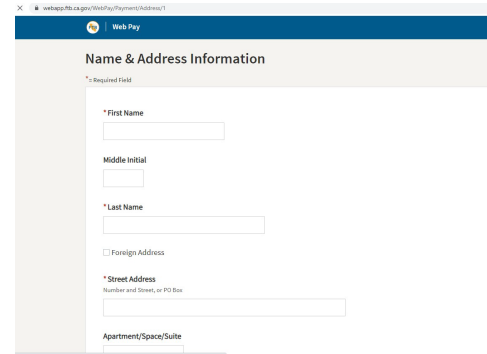 webapp.ftb.ca.gov/WebPay/Payment/Address/1
Web Pay
Name & Address Information
*= Required Field
* First Name
Middle Initial
* Last Name
Foreign Address
* Street Address
Number and Street, or PO Box
Apartment/Space/Suite